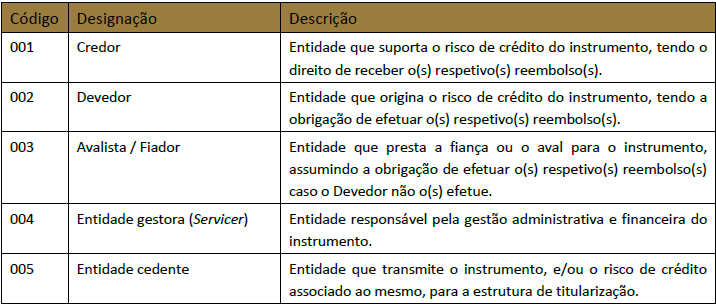 Código Designação Descrição
001 Credor Entidade que suporta o risco de crédito do instrumento, tendo o
direito de receber o(s) respetivo(s) reembolso(s).
002 Devedor Entidade que origina o risco de crédito do instrumento, tendo a
obrigação de efetuar o(s) respetivo(s) reembolso(s).
003 Avalista / Fiador Entidade que presta a fiança ou o aval para o instrumento,
assumindo a obrigação de efetuar o(s) respetivo(s) reembolso(s)
caso o Devedor não o(s) efetue.
004 Entidade gestora (Servicer) Entidade responsável pela gestão administrativa e financeira do
instrumento.
005 Entidade cedente Entidade que transmite o instrumento, e/ou o risco de crédito
associado ao mesmo, para a estrutura de titularização.